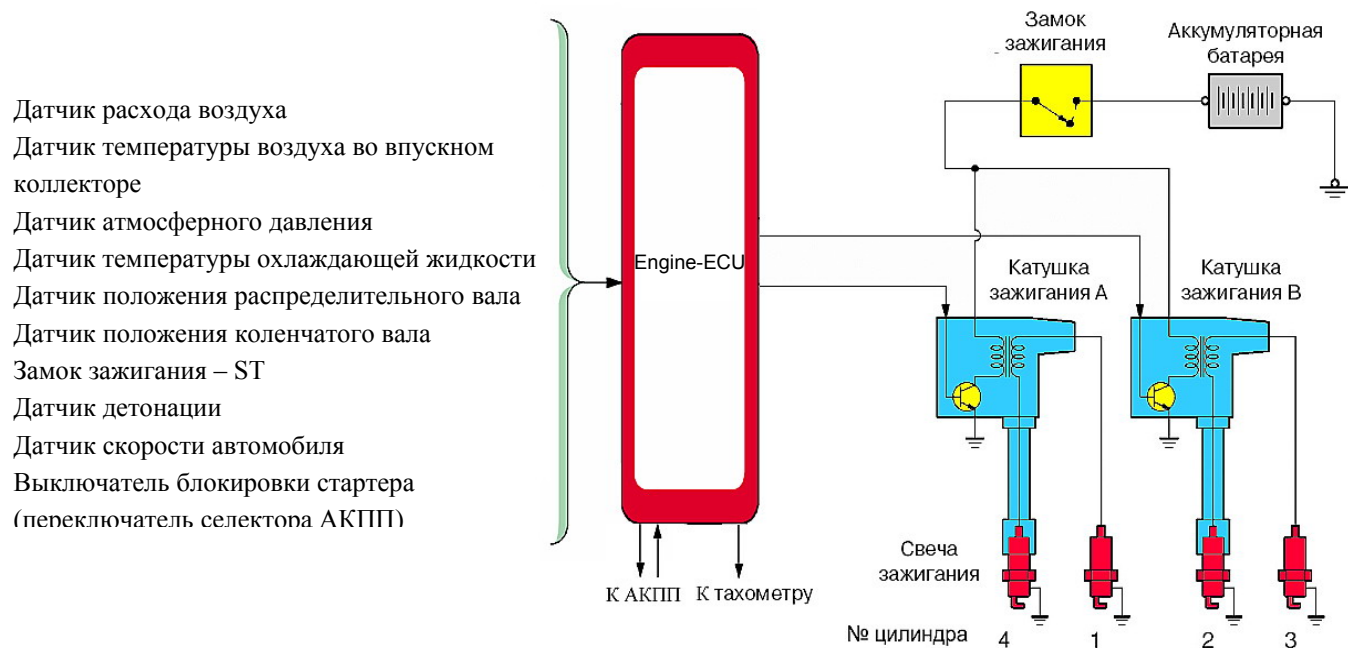 Датчик расхода воздуха
Датчик температуры воздуха во впускном
коллекторе
Датчик атмосферного давления
Датчик температуры охлаждающей жидкости
Датчик положения распределительного вала
Датчик положения коленчатого вала
Замок зажигания – ST
Датчик детонации
Датчик скорости автомобиля
Выключатель блокировки стартера
(переключатель селектора АКПП)
Engine-ECU
К АКПП К тахометру
Замок
зажигания
Аккумуляторная
батарея
Катушка
зажигания А
Катушка
зажигания В
Свеча
зажигания
№ цилиндра 4 1 2 3